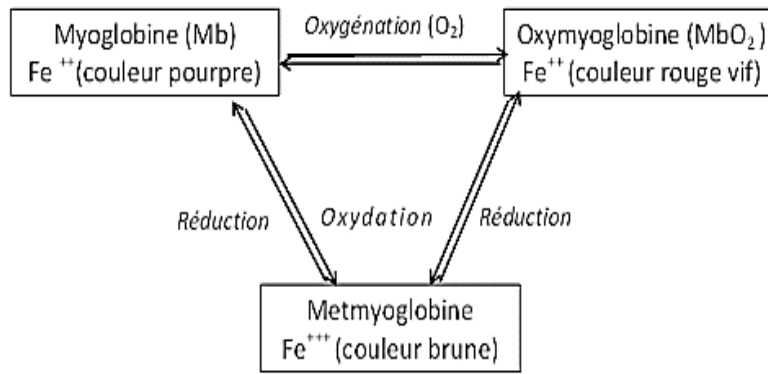 Myoglobine (Mb)
Fe ⁺⁺ (couleur pourpre)
Oxygénation (O₂)
Oxymyoglobine (MbO₂)
Fe⁺⁺ (couleur rouge vif)
Réduction
Oxydation
Réduction
Metmyoglobine
Fe⁺⁺⁺ (couleur brune)